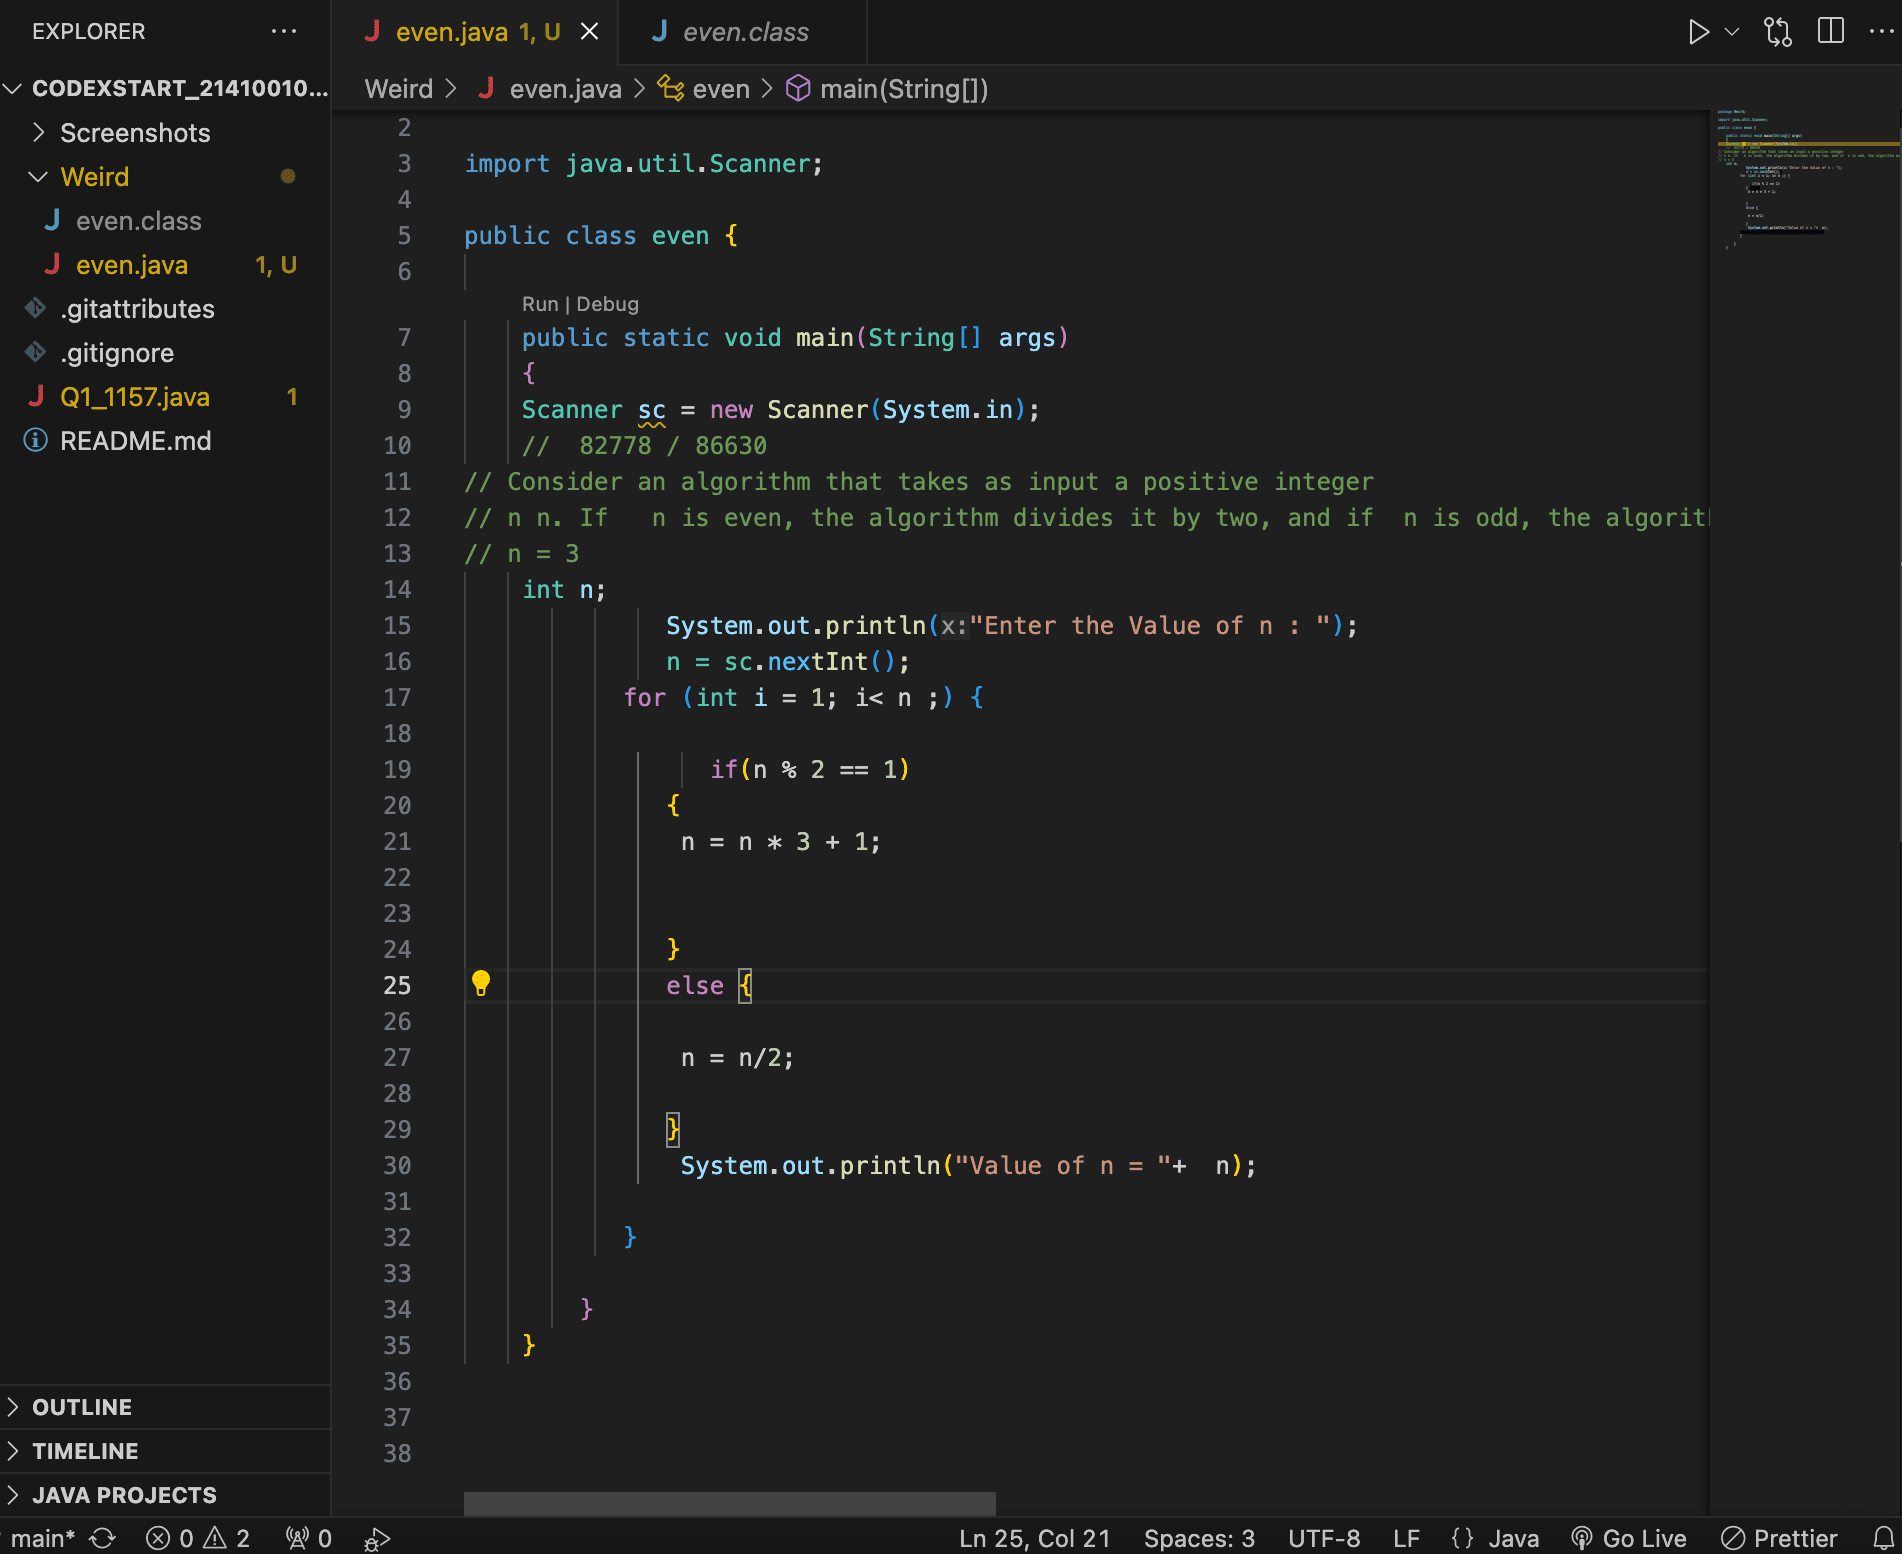 EXPLORER
CODEXSTART_21410010...
Screenshots
Weird
even.class
even.java 1, U
.gitattributes
.gitignore
Q1_1157.java 1
README.md
OUTLINE
TIMELINE
JAVA PROJECTS
even.java 1, U
even.class
Weird > even.java > even > main(String[])
2
3 import java.util.Scanner;
4
5 public class even {
6
Run | Debug
7 public static void main(String[] args)
8 {
9 Scanner sc = new Scanner(System.in);
10 //  82778 / 86630
11 // Consider an algorithm that takes as input a positive integer
12 // n n. If   n is even, the algorithm divides it by two, and if  n is odd, the algorit
13 // n = 3
14 int n;
15 System.out.println(x:"Enter the Value of n : ");
16 n = sc.nextInt();
17 for (int i = 1; i< n ;) {
18
19 if(n % 2 == 1)
20 {
21 n = n * 3 + 1;
22
23
24 }
25 else {
26
27 n = n/2;
28
29 }
30 System.out.println("Value of n = "+  n);
31
32 }
33
34 }
35 }
36
37
38
main* 0 2 0 Ln 25, Col 21 Spaces: 3 UTF-8 LF {} Java Go Live Prettier